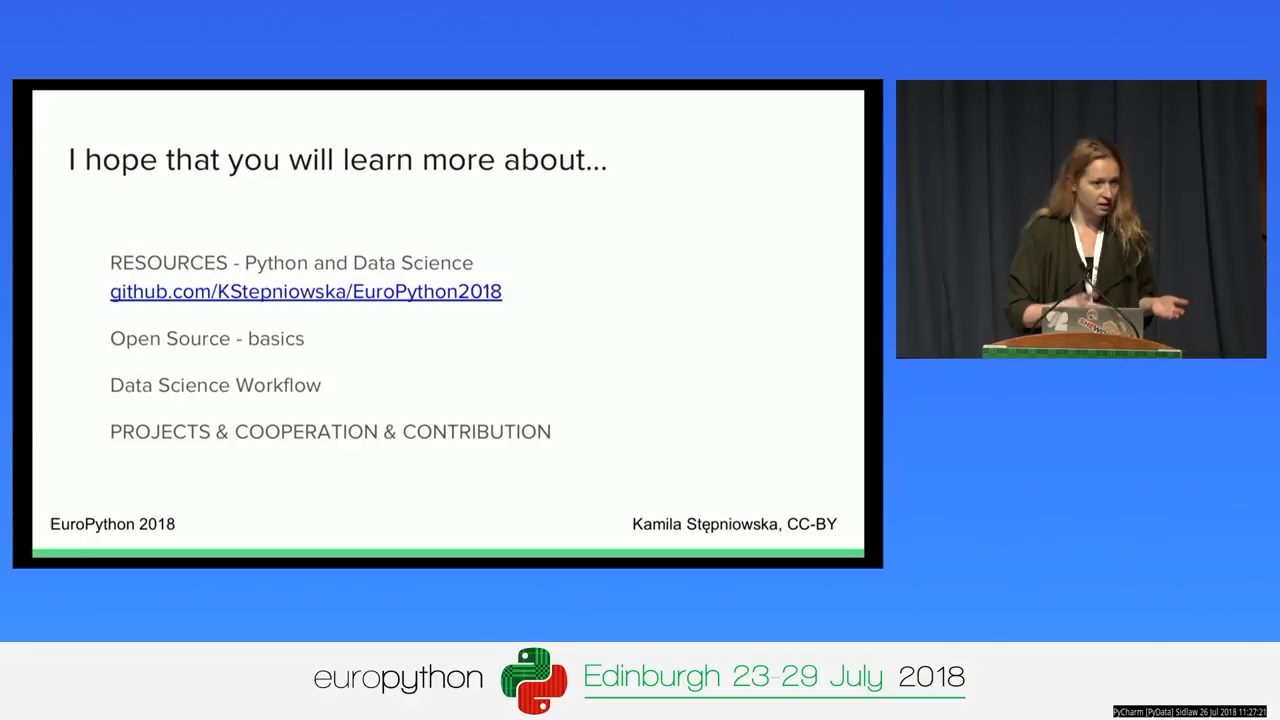 I hope that you will learn more about...
RESOURCES - Python and Data Science
github.com/KStepniowska/EuroPython2018
Open Source - basics
Data Science Workflow
PROJECTS & COOPERATION & CONTRIBUTION
EuroPython 2018
Kamila Stępniowska, CC-BY
europython
Edinburgh 23-29 July 2018
PyCharm [PyData] Sidlaw 26 Jul 2018 11:27:21